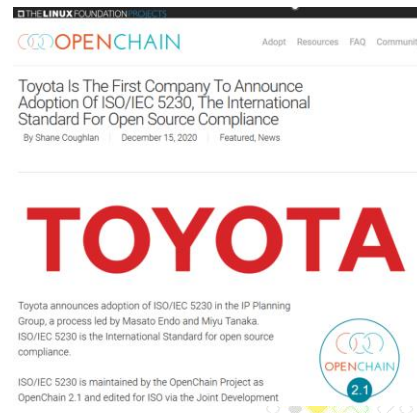 THE LINUX FOUNDATION PROJECTS
OPENCHAIN
Adopt Resources FAQ Communit
Toyota Is The First Company To Announce
Adoption Of ISO/IEC 5230, The International
Standard For Open Source Compliance
By Shane Coughlan December 15, 2020 Featured, News
TOYOTA
Toyota announces adoption of ISO/IEC 5230 in the IP Planning
Group, a process led by Masato Endo and Miyu Tanaka.
ISO/IEC 5230 is the International Standard for open source
compliance.
ISO/IEC 5230 is maintained by the OpenChain Project as
OpenChain 2.1 and edited for ISO via the Joint Development
OPENCHAIN
2.1